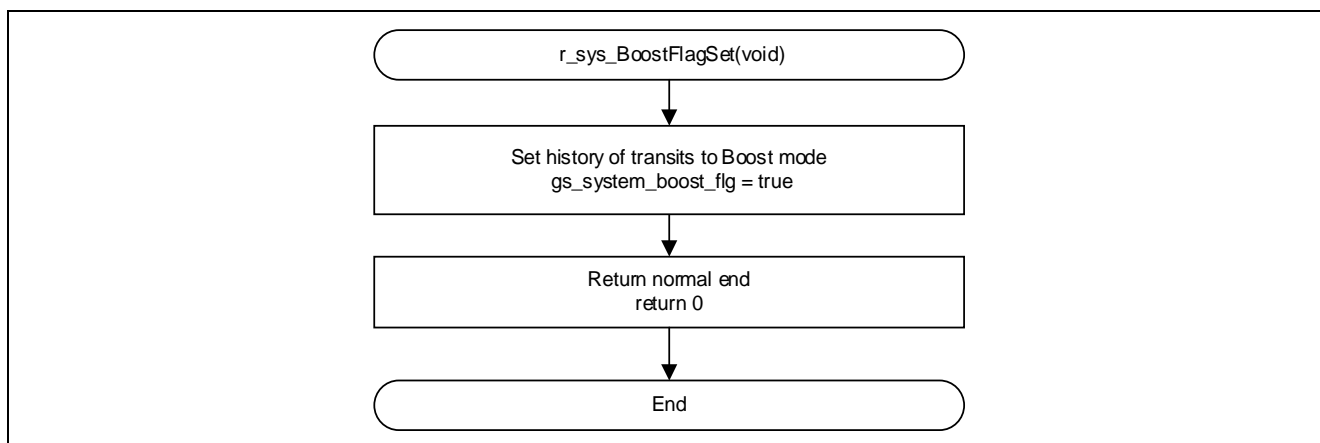 r_sys_BoostFlagSet(void)
Set history of transits to Boost mode
gs_system_boost_flg = true
Return normal end
return 0
End